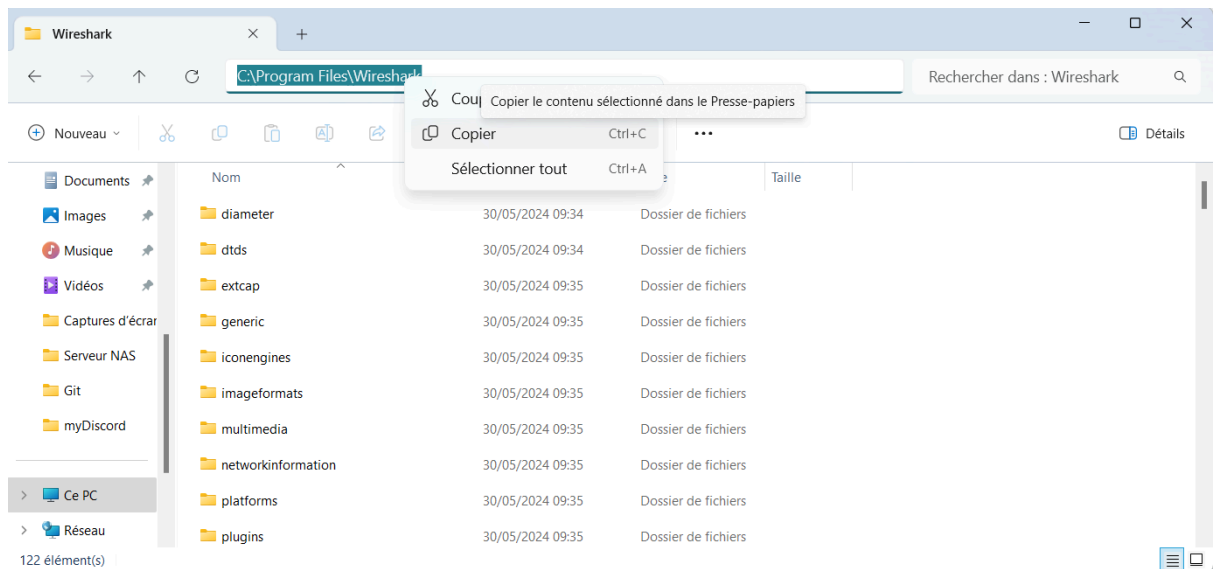 Wireshark
C:\Program Files\Wireshark
Rechercher dans : Wireshark
Coup
Copier le contenu sélectionné dans le Presse-papiers
Nouveau
Copier Ctrl+C
Détails
Sélectionner tout Ctrl+A
Nom
Taille
Documents
Images
Musique
Vidéos
Captures d'écran
Serveur NAS
Git
myDiscord
Ce PC
Réseau
diameter 30/05/2024 09:34 Dossier de fichiers
dtds 30/05/2024 09:34 Dossier de fichiers
extcap 30/05/2024 09:35 Dossier de fichiers
generic 30/05/2024 09:35 Dossier de fichiers
iconengines 30/05/2024 09:35 Dossier de fichiers
imageformats 30/05/2024 09:35 Dossier de fichiers
multimedia 30/05/2024 09:35 Dossier de fichiers
networkinformation 30/05/2024 09:35 Dossier de fichiers
platforms 30/05/2024 09:35 Dossier de fichiers
plugins 30/05/2024 09:35 Dossier de fichiers
122 élément(s)